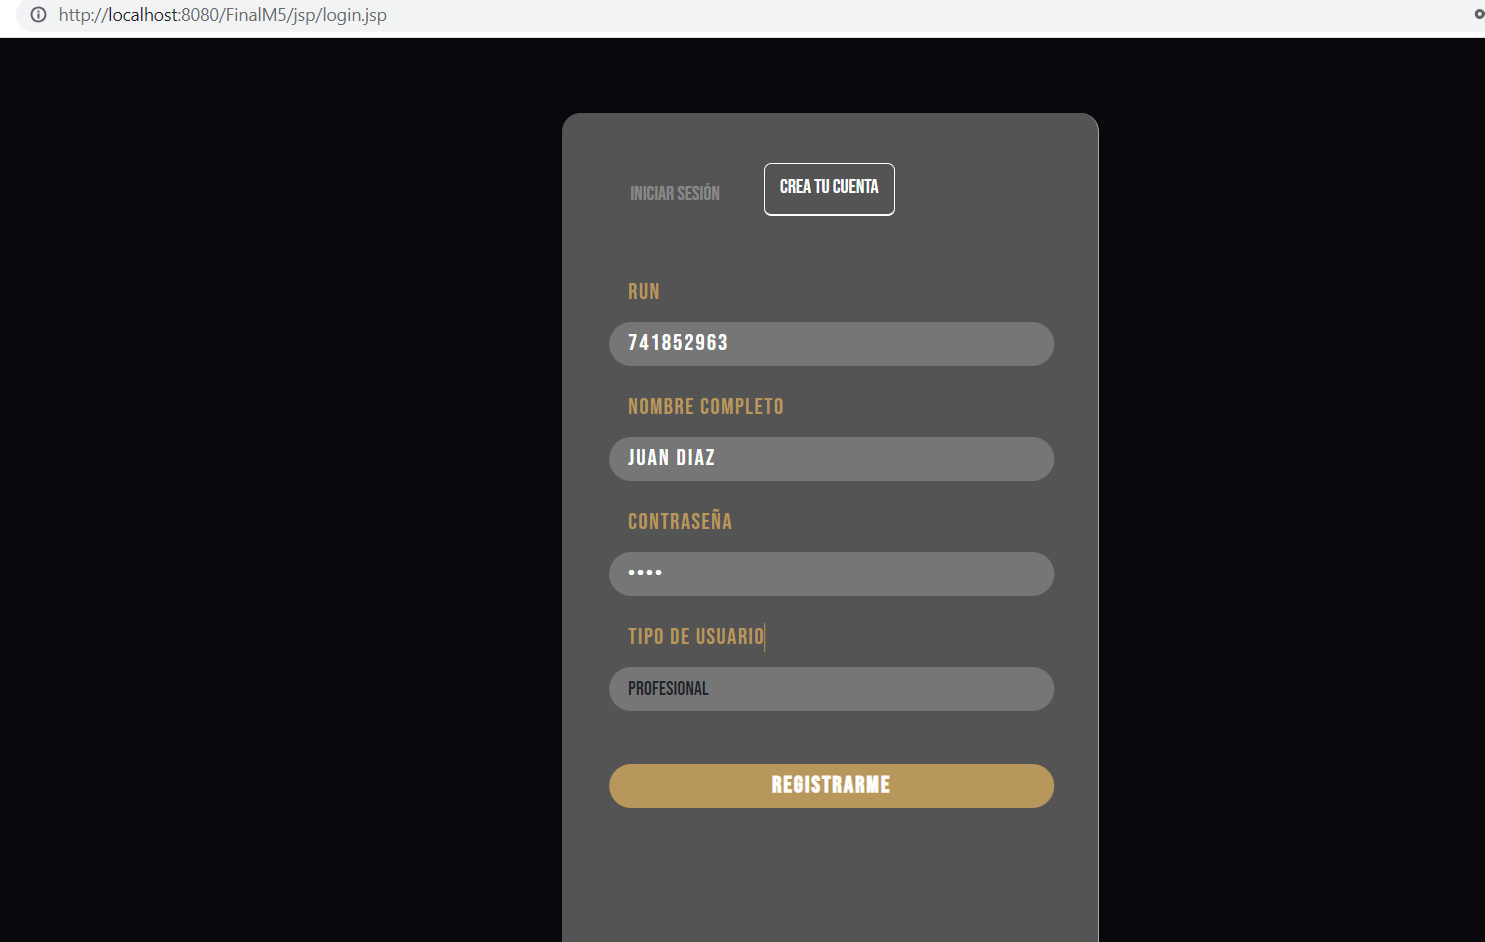 http://localhost:8080/FinalM5/jsp/login.jsp
INICIAR SESIÓN
CREA TU CUENTA
RUN
741852963
NOMBRE COMPLETO
JUAN DIAZ
CONTRASEÑA
••••
TIPO DE USUARIO
PROFESIONAL
REGISTRARME